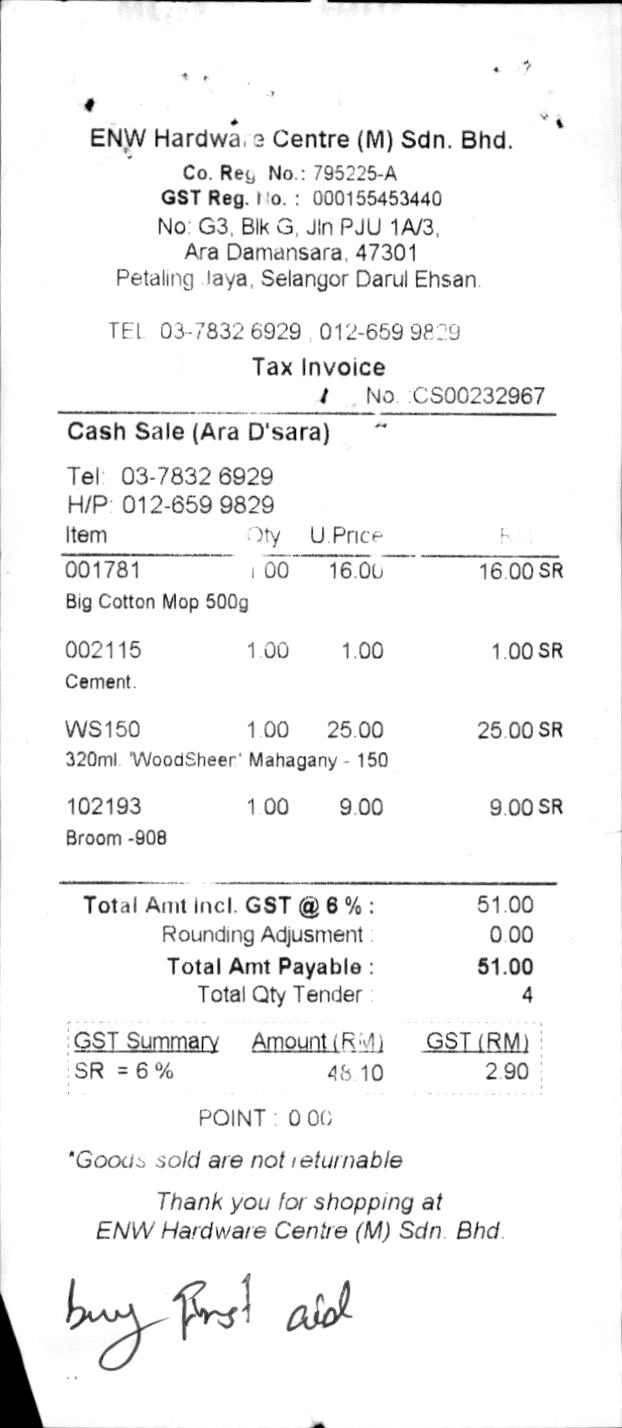 ENW Hardware Centre (M) Sdn. Bhd.
Co. Reg No.: 795225-A
GST Reg. No. : 000155453440
No: G3, Blk G, Jln PJU 1A/3,
Ara Damansara, 47301
Petaling Jaya, Selangor Darul Ehsan.
TEL 03-7832 6929 , 012-659 9829
Tax Invoice
No. :CS00232967
Cash Sale (Ara D'sara)
Tel: 03-7832 6929
H/P: 012-659 9829
Item Qty U.Price RM
001781 1.00 16.00 16.00 SR
Big Cotton Mop 500g
002115 1.00 1.00 1.00 SR
Cement.
WS150 1.00 25.00 25.00 SR
320ml. 'WoodSheer' Mahagany - 150
102193 1.00 9.00 9.00 SR
Broom -908
Total Amt Incl. GST @ 6 % : 51.00
Rounding Adjusment : 0.00
Total Amt Payable : 51.00
Total Qty Tender : 4
GST Summary Amount (RM) GST (RM)
SR = 6 % 48.10 2.90
POINT : 0.00
*Goods sold are not returnable
Thank you for shopping at
ENW Hardware Centre (M) Sdn. Bhd.
buy First aid